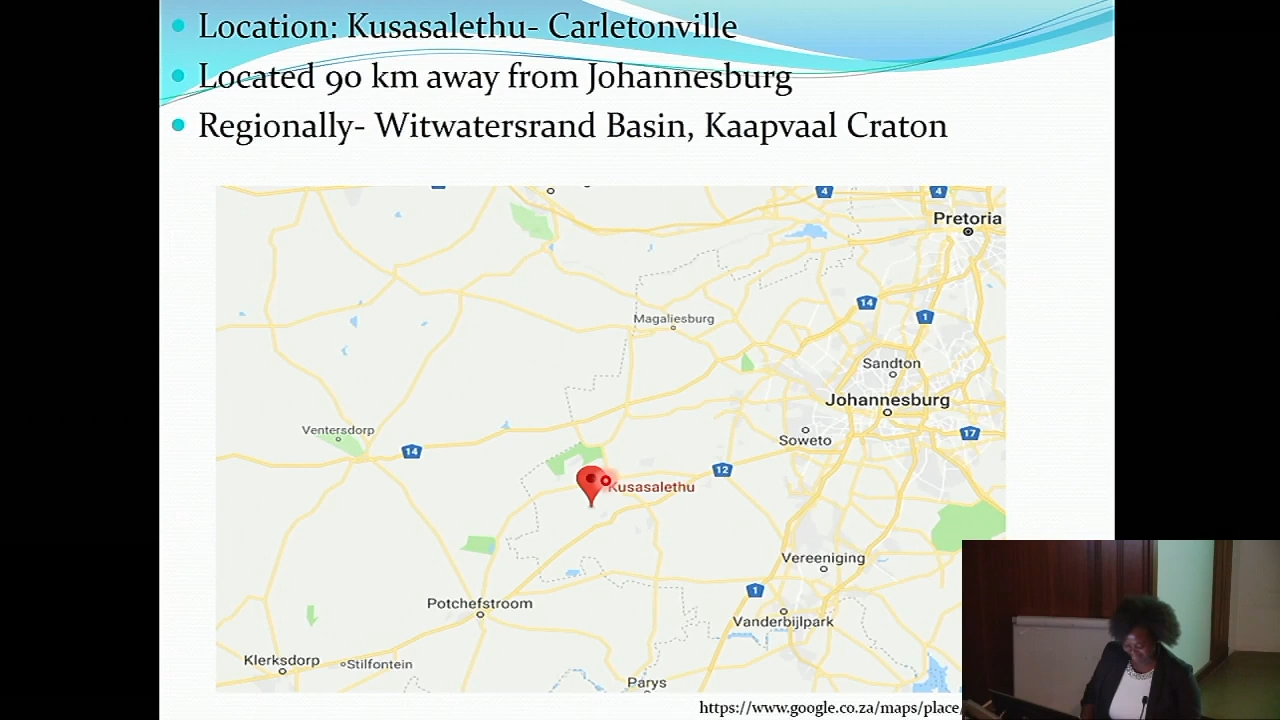 Location: Kusasalethu- Carletonville
Located 90 km away from Johannesburg
Regionally- Witwatersrand Basin, Kaapvaal Craton
4
4
Pretoria
14
1
Magaliesburg
Sandton
Johannesburg
Ventersdorp
14
Soweto
17
12
Kusasalethu
Vereeniging
1
Potchefstroom
Vanderbijlpark
Klerksdorp
Stilfontein
Parys
https://www.google.co.za/maps/place/